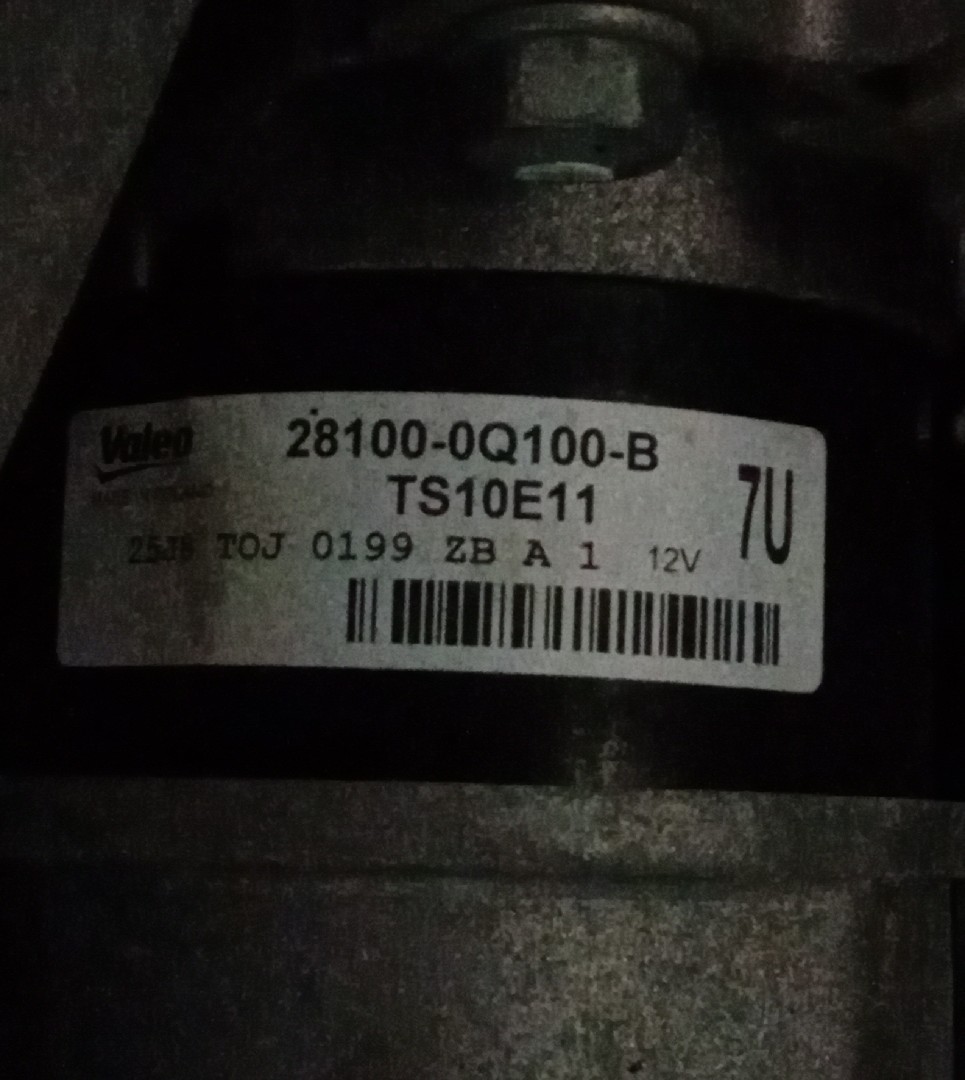 Valeo
28100-0Q100-B
TS10E11
7U
TOJ 0199 ZB A 1 12V